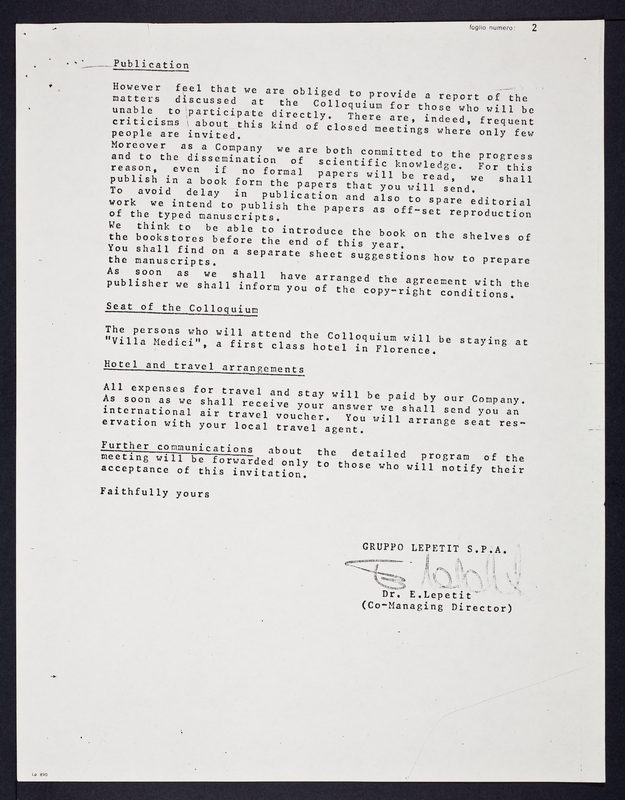 foglio numero: 2
Publication
However feel that we are obliged to provide a report of the
matters discussed at the Colloquium for those who will be
unable to participate directly. There are, indeed, frequent
criticisms about this kind of closed meetings where only few
people are invited.
Moreover as a Company we are both committed to the progress
and to the dissemination of scientific knowledge. For this
reason, even if no formal papers will be read, we shall
publish in a book form the papers that you will send.
To avoid delay in publication and also to spare editorial
work we intend to publish the papers as off-set reproduction
of the typed manuscripts.
We think to be able to introduce the book on the shelves of
the bookstores before the end of this year.
You shall find on a separate sheet suggestions how to prepare
the manuscripts.
As soon as we shall have arranged the agreement with the
publisher we shall inform you of the copy-right conditions.
Seat of the Colloquium
The persons who will attend the Colloquium will be staying at
"Villa Medici", a first class hotel in Florence.
Hotel and travel arrangements
All expenses for travel and stay will be paid by our Company.
As soon as we shall receive your answer we shall send you an
international air travel voucher. You will arrange seat res-
ervation with your local travel agent.
Further communications about the detailed program of the
meeting will be forwarded only to those who will notify their
acceptance of this invitation.
Faithfully yours
GRUPPO LEPETIT S.P.A.
Dr. E.Lepetit
(Co-Managing Director)